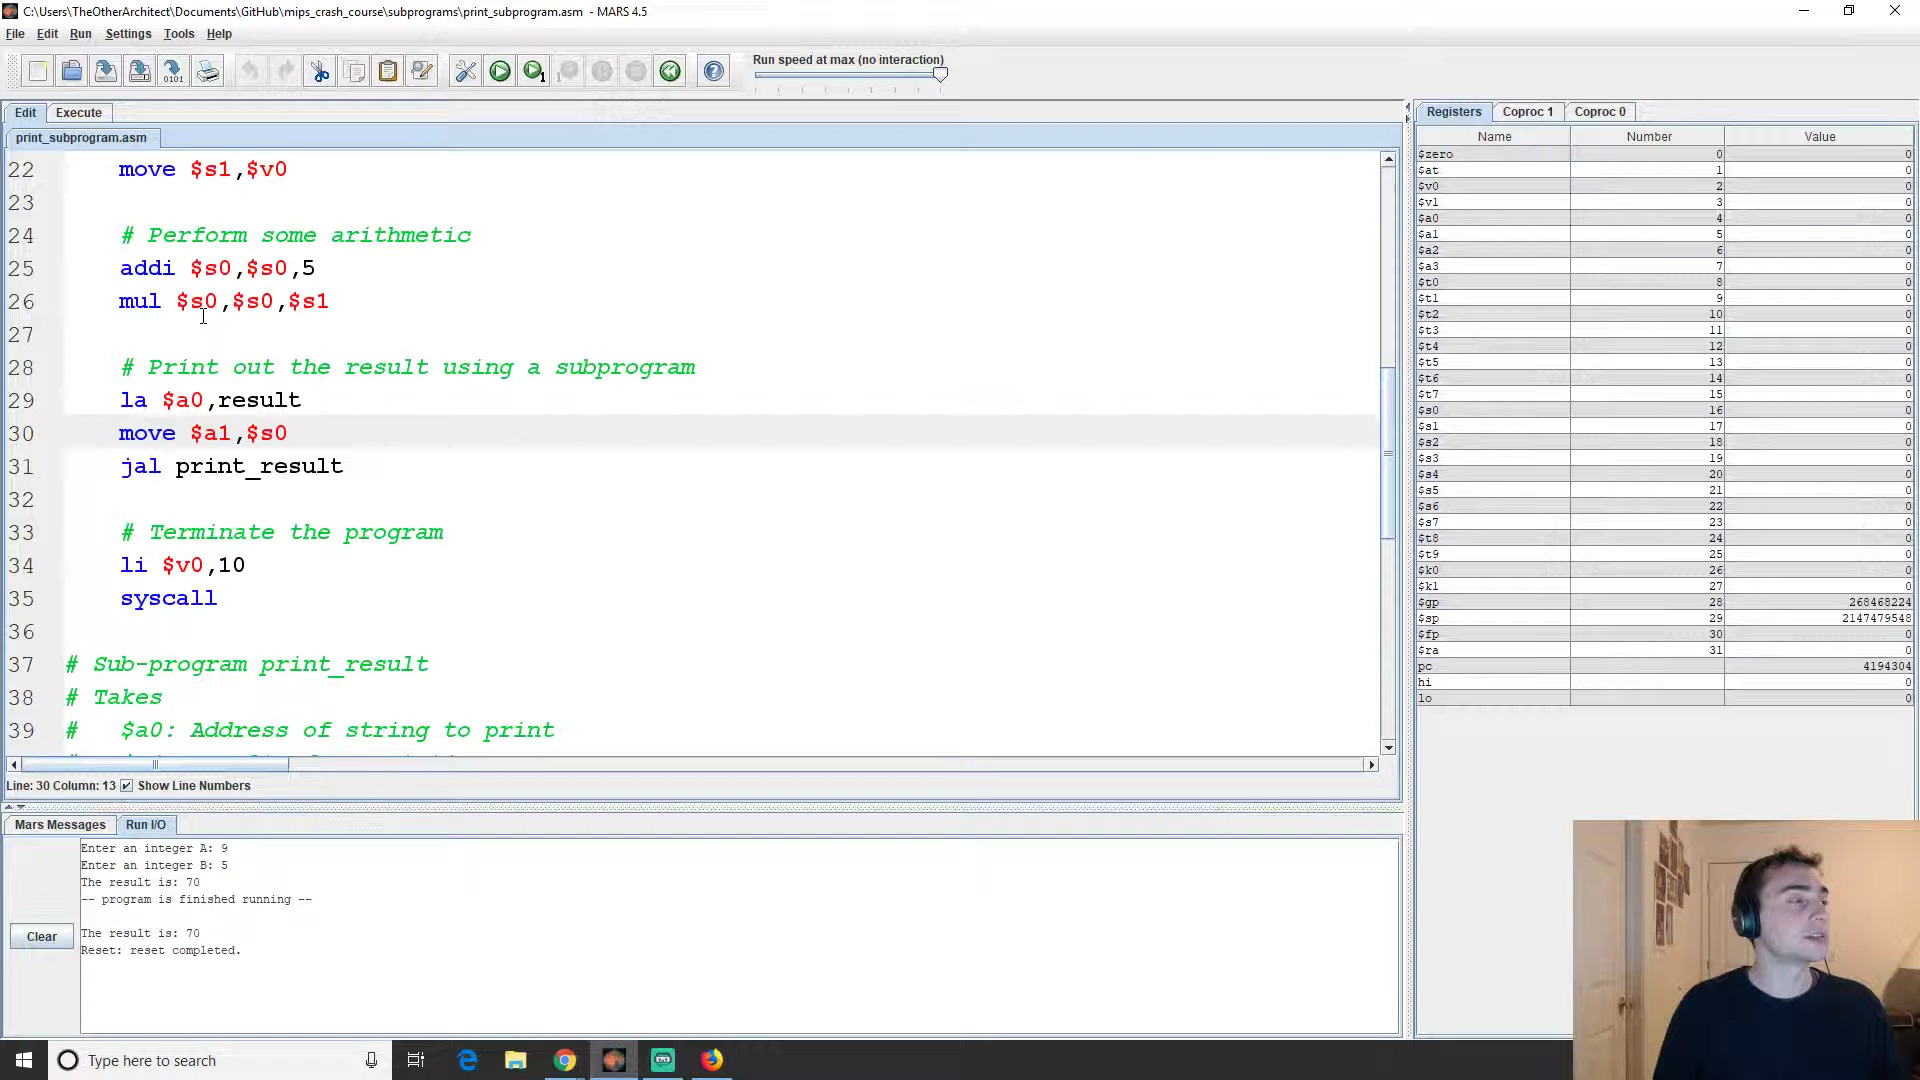 C:\Users\TheOtherArchitect\Documents\GitHub\mips_crash_course\subprograms\print_subprogram.asm - MARS 4.5
File Edit Run Settings Tools Help
Run speed at max (no interaction)
Edit Execute
print_subprogram.asm
22 move $s1,$v0
23
24 # Perform some arithmetic
25 addi $s0,$s0,5
26 mul $s0,$s0,$s1
27
28 # Print out the result using a subprogram
29 la $a0,result
30 move $a1,$s0
31 jal print_result
32
33 # Terminate the program
34 li $v0,10
35 syscall
36
37 # Sub-program print_result
38 # Takes
39 # $a0: Address of string to print
Line: 30 Column: 13 Show Line Numbers
Mars Messages Run I/O
Enter an integer A: 9
Enter an integer B: 5
The result is: 70
-- program is finished running --
The result is: 70
Reset: reset completed.
Clear
Registers Coproc 1 Coproc 0
Name Number Value
$zero 0 0
$at 1 0
$v0 2 0
$v1 3 0
$a0 4 0
$a1 5 0
$a2 6 0
$a3 7 0
$t0 8 0
$t1 9 0
$t2 10 0
$t3 11 0
$t4 12 0
$t5 13 0
$t6 14 0
$t7 15 0
$s0 16 0
$s1 17 0
$s2 18 0
$s3 19 0
$s4 20 0
$s5 21 0
$s6 22 0
$s7 23 0
$t8 24 0
$t9 25 0
$k0 26 0
$k1 27 0
$gp 28 268468224
$sp 29 2147479548
$fp 30 0
$ra 31 0
pc 4194304
hi 0
lo 0
Type here to search